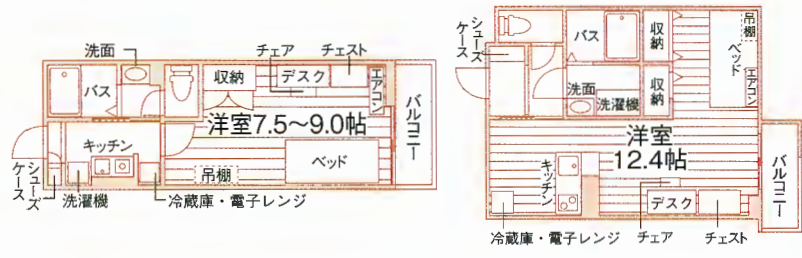 洗面
チェア
チェスト
バス
収納
デスク
エアコン
バルコニー
洋室7.5～9.0帖
キッチン
ベッド
吊棚
シューズ
ケース
洗濯機
冷蔵庫・電子レンジ
シューズ
ケース
バス
収納
吊棚
ベッド
エアコン
洗面
洗濯機
収納
洋室
12.4帖
キッチン
バルコニー
デスク
冷蔵庫・電子レンジ
チェア
チェスト